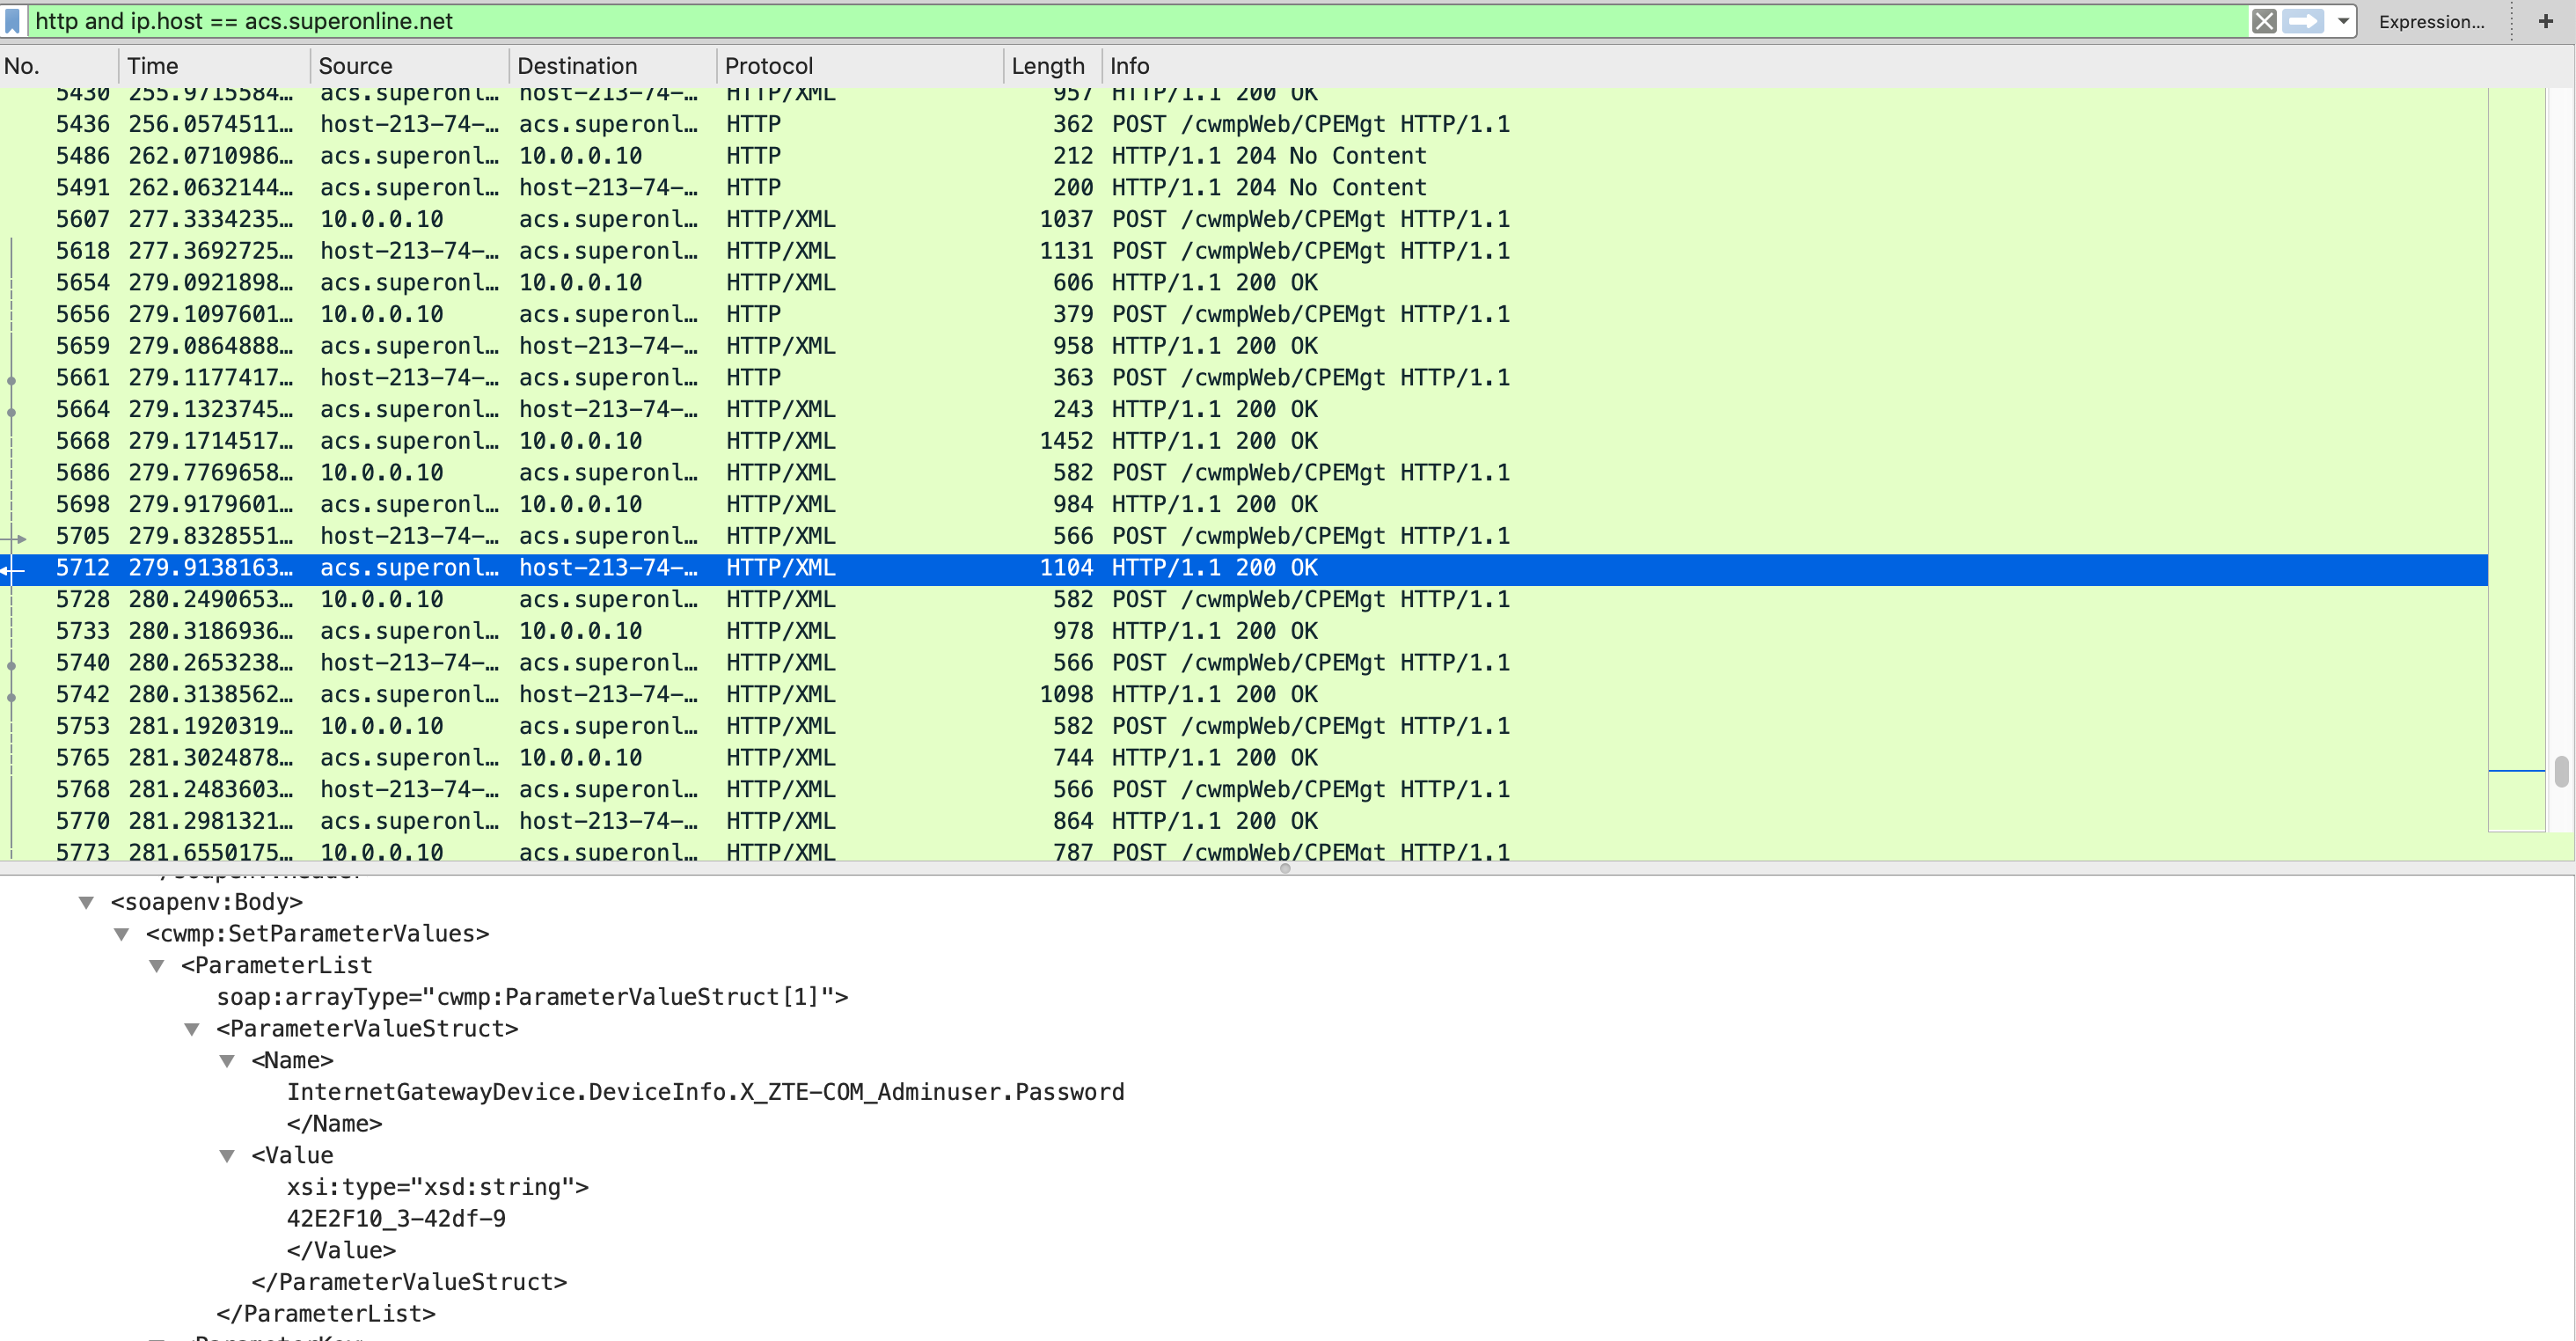 http and ip.host == acs.superonline.net Expression… +
No. Time Source Destination Protocol Length Info
5430 255.9715584… acs.superonl… host-213-74-… HTTP/XML 957 HTTP/1.1 200 OK
5436 256.0574511… host-213-74-… acs.superonl… HTTP 362 POST /cwmpWeb/CPEMgt HTTP/1.1
5486 262.0710986… acs.superonl… 10.0.0.10 HTTP 212 HTTP/1.1 204 No Content
5491 262.0632144… acs.superonl… host-213-74-… HTTP 200 HTTP/1.1 204 No Content
5607 277.3334235… 10.0.0.10 acs.superonl… HTTP/XML 1037 POST /cwmpWeb/CPEMgt HTTP/1.1
5618 277.3692725… host-213-74-… acs.superonl… HTTP/XML 1131 POST /cwmpWeb/CPEMgt HTTP/1.1
5654 279.0921898… acs.superonl… 10.0.0.10 HTTP/XML 606 HTTP/1.1 200 OK
5656 279.1097601… 10.0.0.10 acs.superonl… HTTP 379 POST /cwmpWeb/CPEMgt HTTP/1.1
5659 279.0864888… acs.superonl… host-213-74-… HTTP/XML 958 HTTP/1.1 200 OK
5661 279.1177417… host-213-74-… acs.superonl… HTTP 363 POST /cwmpWeb/CPEMgt HTTP/1.1
5664 279.1323745… acs.superonl… host-213-74-… HTTP/XML 243 HTTP/1.1 200 OK
5668 279.1714517… acs.superonl… 10.0.0.10 HTTP/XML 1452 HTTP/1.1 200 OK
5686 279.7769658… 10.0.0.10 acs.superonl… HTTP/XML 582 POST /cwmpWeb/CPEMgt HTTP/1.1
5698 279.9179601… acs.superonl… 10.0.0.10 HTTP/XML 984 HTTP/1.1 200 OK
5705 279.8328551… host-213-74-… acs.superonl… HTTP/XML 566 POST /cwmpWeb/CPEMgt HTTP/1.1
5712 279.9138163… acs.superonl… host-213-74-… HTTP/XML 1104 HTTP/1.1 200 OK
5728 280.2490653… 10.0.0.10 acs.superonl… HTTP/XML 582 POST /cwmpWeb/CPEMgt HTTP/1.1
5733 280.3186936… acs.superonl… 10.0.0.10 HTTP/XML 978 HTTP/1.1 200 OK
5740 280.2653238… host-213-74-… acs.superonl… HTTP/XML 566 POST /cwmpWeb/CPEMgt HTTP/1.1
5742 280.3138562… acs.superonl… host-213-74-… HTTP/XML 1098 HTTP/1.1 200 OK
5753 281.1920319… 10.0.0.10 acs.superonl… HTTP/XML 582 POST /cwmpWeb/CPEMgt HTTP/1.1
5765 281.3024878… acs.superonl… 10.0.0.10 HTTP/XML 744 HTTP/1.1 200 OK
5768 281.2483603… host-213-74-… acs.superonl… HTTP/XML 566 POST /cwmpWeb/CPEMgt HTTP/1.1
5770 281.2981321… acs.superonl… host-213-74-… HTTP/XML 864 HTTP/1.1 200 OK
5773 281.6550175… 10.0.0.10 acs.superonl… HTTP/XML 787 POST /cwmpWeb/CPEMgt HTTP/1.1
<soapenv:Body>
<cwmp:SetParameterValues>
<ParameterList
soap:arrayType="cwmp:ParameterValueStruct[1]">
<ParameterValueStruct>
<Name>
InternetGatewayDevice.DeviceInfo.X_ZTE-COM_Adminuser.Password
</Name>
<Value
xsi:type="xsd:string">
42E2F10_3-42df-9
</Value>
</ParameterValueStruct>
</ParameterList>